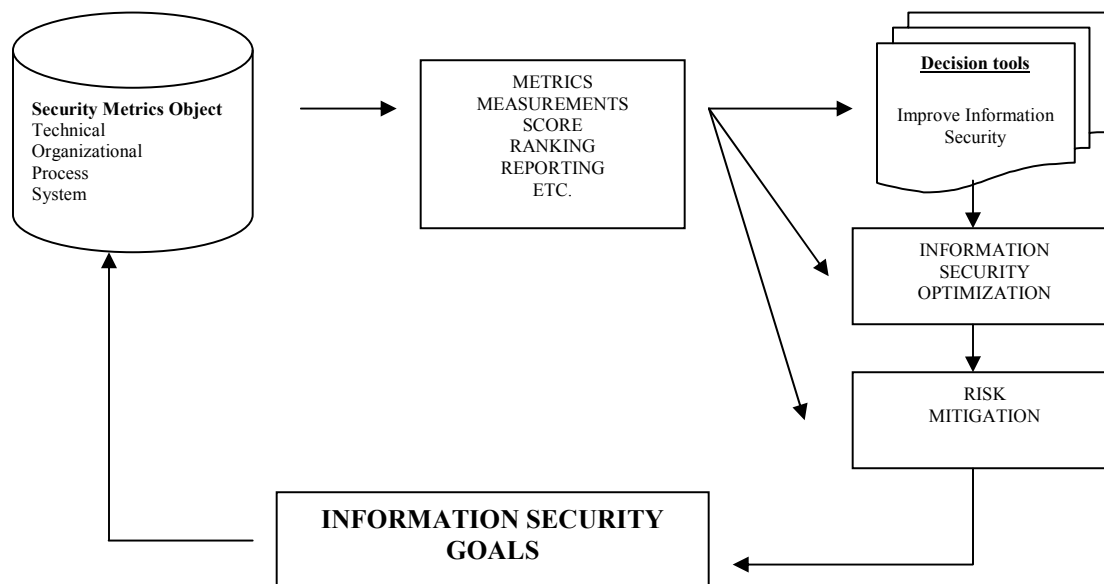 Security Metrics Object
Technical
Organizational
Process
System
METRICS
MEASUREMENTS
SCORE
RANKING
REPORTING
ETC.
Decision tools
Improve Information
Security
INFORMATION
SECURITY
OPTIMIZATION
RISK
MITIGATION
INFORMATION SECURITY
GOALS